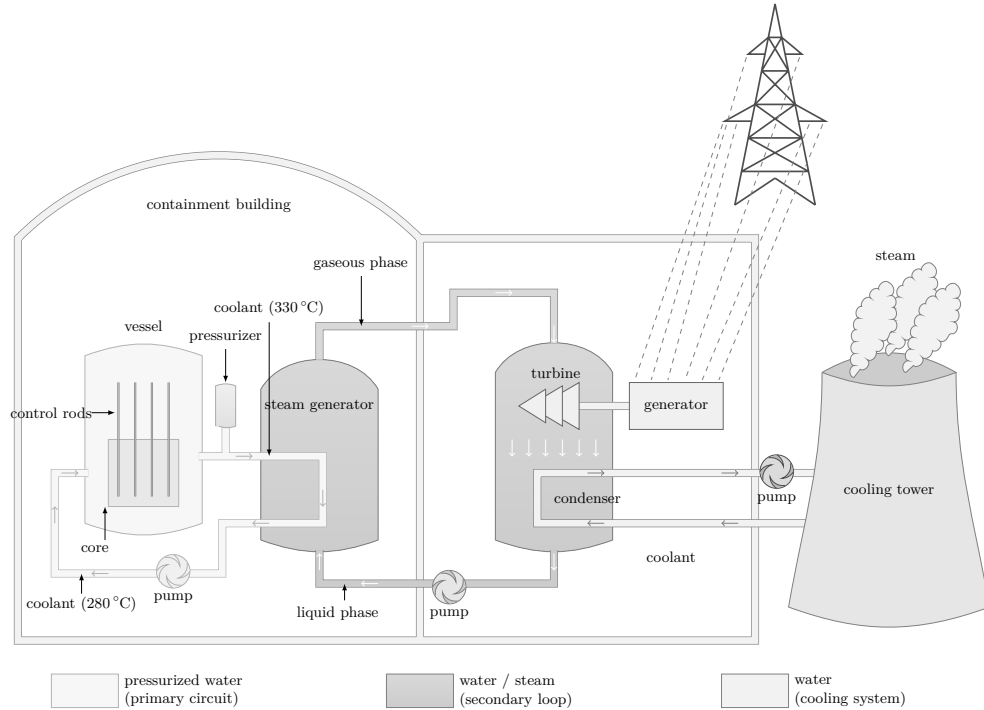 containment building
steam
gaseous phase
coolant (330 °C)
vessel
pressurizer
turbine
steam generator
generator
control rods
cooling tower
condenser
pump
core
coolant
coolant (280 °C)
pump
liquid phase
pump
pressurized water
(primary circuit)
water / steam
(secondary loop)
water
(cooling system)